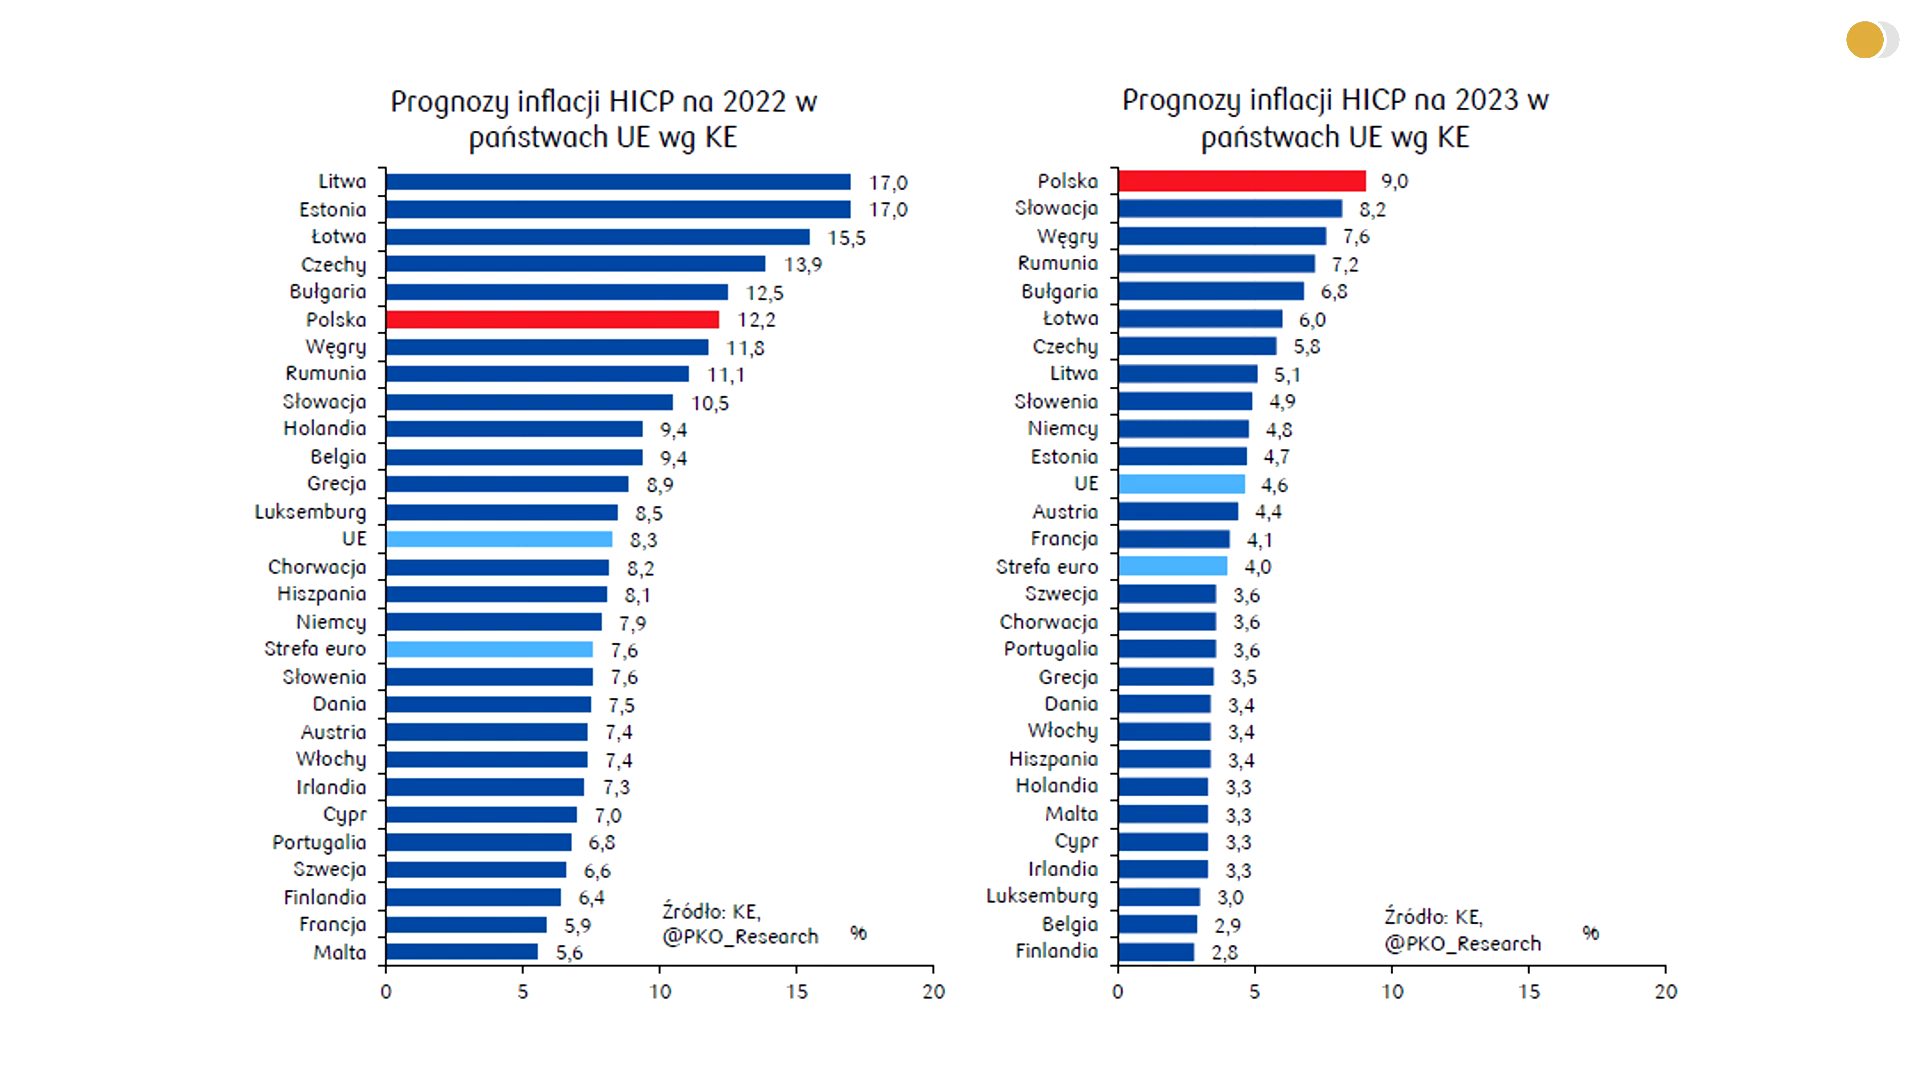 Prognozy inflacji HICP na 2022 w
państwach UE wg KE
Litwa 17,0
Estonia 17,0
Łotwa 15,5
Czechy 13,9
Bułgaria 12,5
Polska 12,2
Węgry 11,8
Rumunia 11,1
Słowacja 10,5
Holandia 9,4
Belgia 9,4
Grecja 8,9
Luksemburg 8,5
UE 8,3
Chorwacja 8,2
Hiszpania 8,1
Niemcy 7,9
Strefa euro 7,6
Słowenia 7,6
Dania 7,5
Austria 7,4
Włochy 7,4
Irlandia 7,3
Cypr 7,0
Portugalia 6,8
Szwecja 6,6
Finlandia 6,4
Francja 5,9
Malta 5,6
Źródło: KE,
@PKO_Research %
0 5 10 15 20
Prognozy inflacji HICP na 2023 w
państwach UE wg KE
Polska 9,0
Słowacja 8,2
Węgry 7,6
Rumunia 7,2
Bułgaria 6,8
Łotwa 6,0
Czechy 5,8
Litwa 5,1
Słowenia 4,9
Niemcy 4,8
Estonia 4,7
UE 4,6
Austria 4,4
Francja 4,1
Strefa euro 4,0
Szwecja 3,6
Chorwacja 3,6
Portugalia 3,6
Grecja 3,5
Dania 3,4
Włochy 3,4
Hiszpania 3,4
Holandia 3,3
Malta 3,3
Cypr 3,3
Irlandia 3,3
Luksemburg 3,0
Belgia 2,9
Finlandia 2,8
Źródło: KE,
@PKO_Research %
0 5 10 15 20